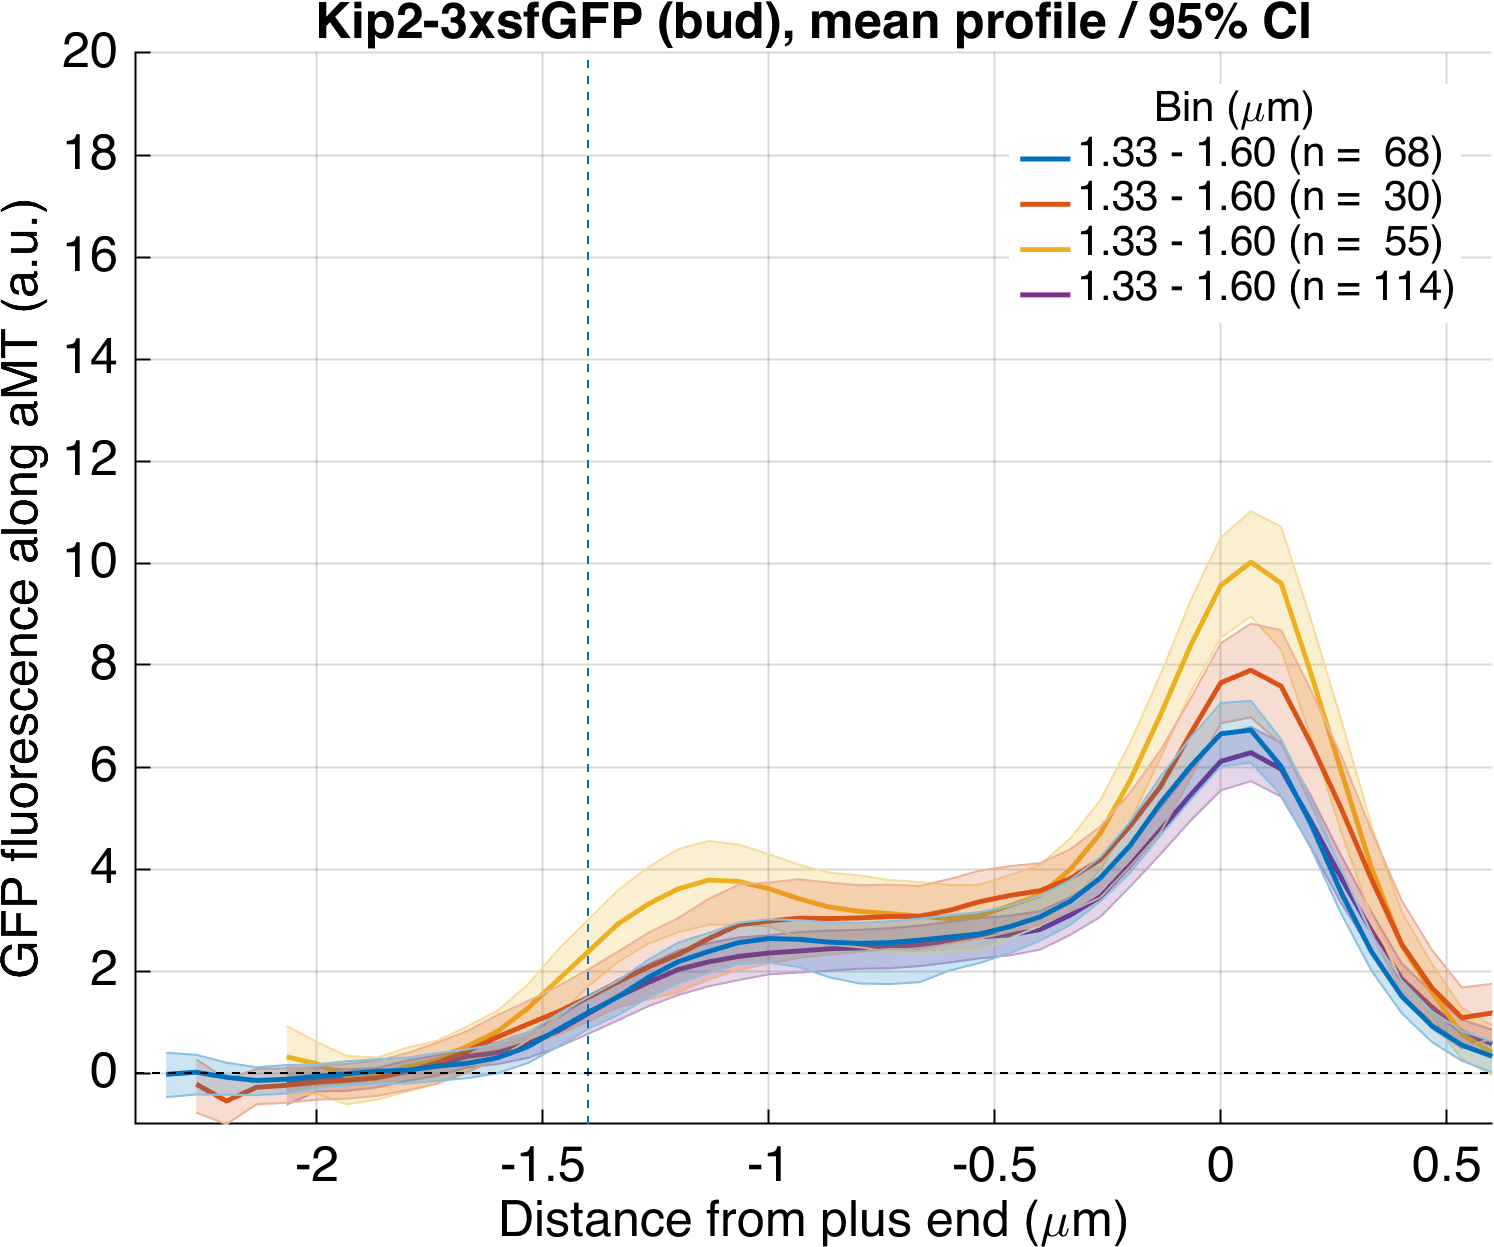 Kip2-3xsfGFP (bud), mean profile / 95% CI
GFP fluorescence along aMT (a.u.)
20
18
16
14
12
10
8
6
4
2
0
Bin (μm)
1.33 - 1.60 (n = 68)
1.33 - 1.60 (n = 30)
1.33 - 1.60 (n = 55)
1.33 - 1.60 (n = 114)
-2 -1.5 -1 -0.5 0 0.5
Distance from plus end (μm)